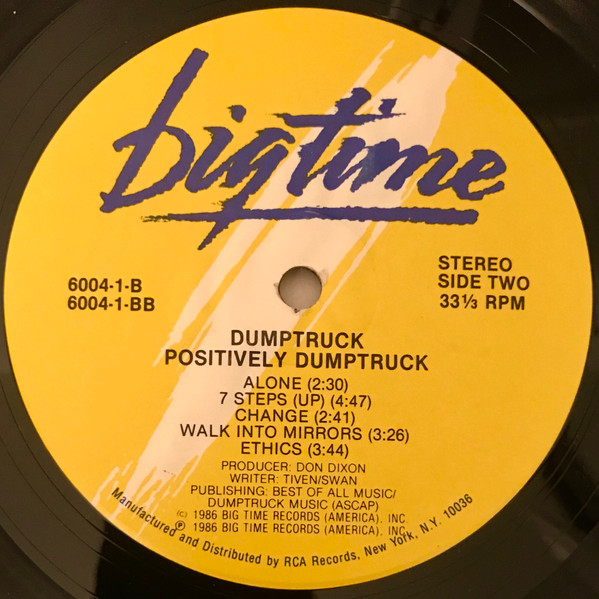 bigtime
6004-1-B
6004-1-BB
STEREO
SIDE TWO
33⅓ RPM
DUMPTRUCK
POSITIVELY DUMPTRUCK
ALONE (2:30)
7 STEPS (UP) (4:47)
CHANGE (2:41)
WALK INTO MIRRORS (3:26)
ETHICS (3:44)
PRODUCER: DON DIXON
WRITER: TIVEN/SWAN
PUBLISHING: BEST OF ALL MUSIC/
DUMPTRUCK MUSIC (ASCAP)
(c) 1986 BIG TIME RECORDS (AMERICA), INC.
℗ 1986 BIG TIME RECORDS (AMERICA), INC.
Manufactured and Distributed by RCA Records, New York, N.Y. 10036